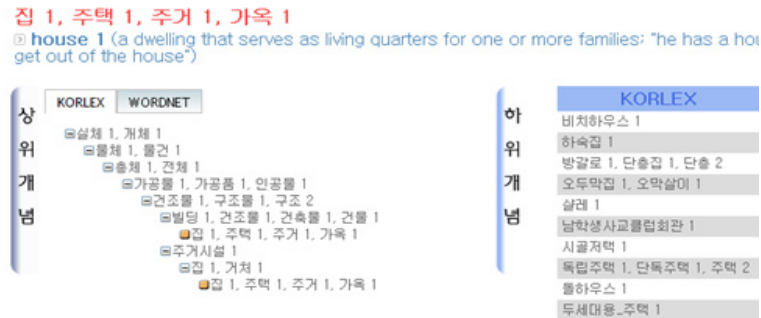 집 1, 주택 1, 주거 1, 가옥 1
house 1 (a dwelling that serves as living quarters for one or more families: "he has a hou
get out of the house")
상위개념
KORLEX WORDNET
실체 1, 개체 1
물체 1, 물건 1
총체 1, 전체 1
가공물 1, 가공품 1, 인공물 1
건조물 1, 구조물 1, 구조 2
빌딩 1, 건조물 1, 건축물 1, 건물 1
집 1, 주택 1, 주거 1, 가옥 1
주거시설 1
집 1, 거처 1
집 1, 주택 1, 주거 1, 가옥 1
하위개념
KORLEX
비치하우스 1
하숙집 1
방갈로 1, 단층집 1, 단층 2
오두막집 1, 오막살이 1
샬레 1
남학생사교클럽회관 1
시골저택 1
독립주택 1, 단독주택 1, 주택 2
돌하우스 1
두세대용_주택 1